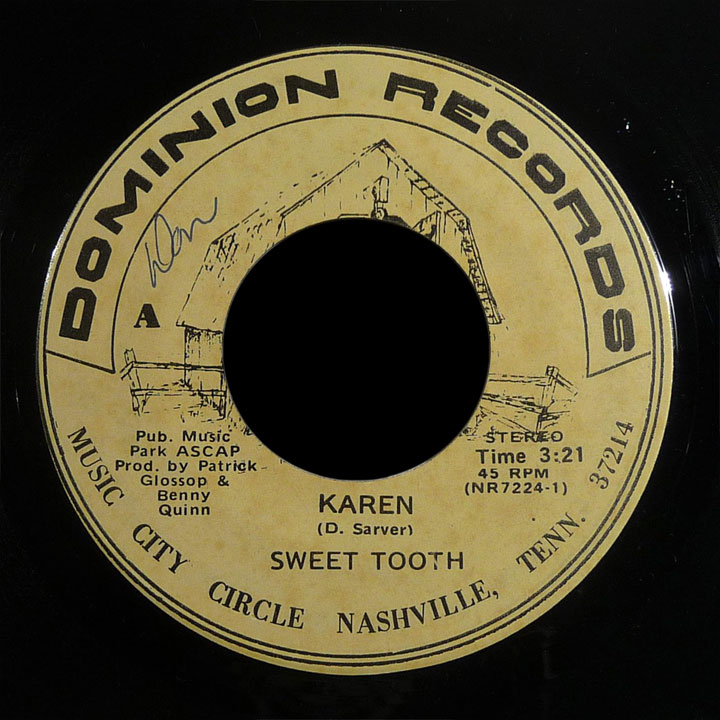 DOMINION RECORDS
Don
A
Pub. Music
Park ASCAP
Prod. by Patrick
Glossop &
Benny
Quinn
STEREO
Time 3:21
45 RPM
(NR7224-1)
KAREN
(D. Sarver)
SWEET TOOTH
MUSIC CITY CIRCLE NASHVILLE, TENN. 37214